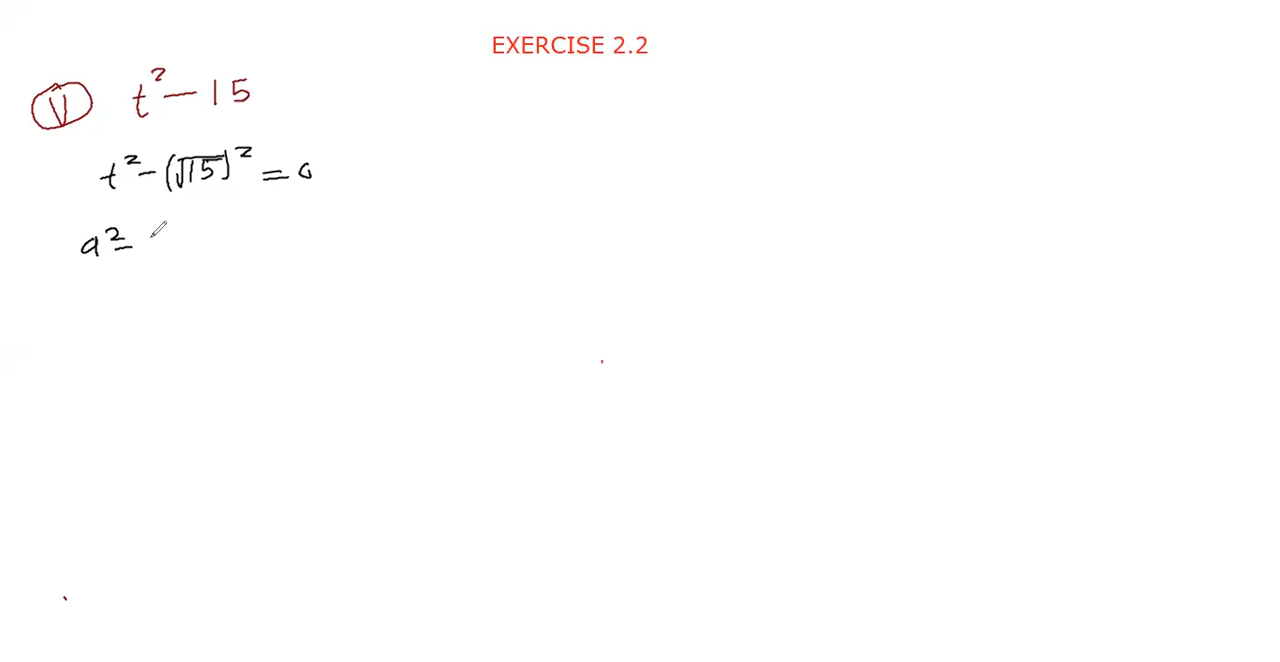 EXERCISE 2.2
(V) t² - 15
t² - (√15)² = 0
a² -